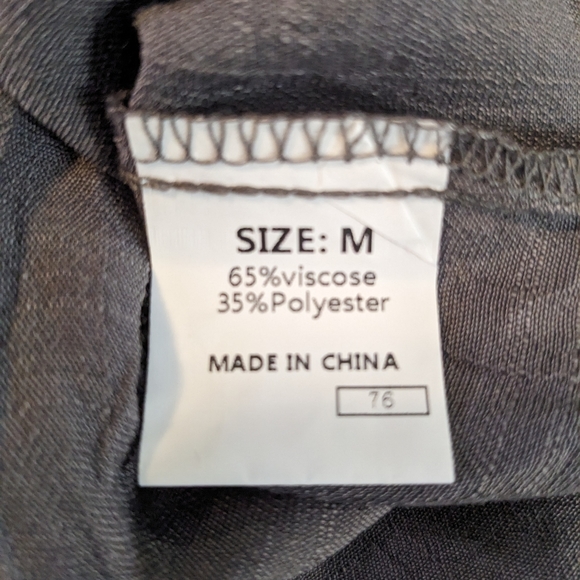 SIZE: M
65%viscose
35%Polyester
MADE IN CHINA
76